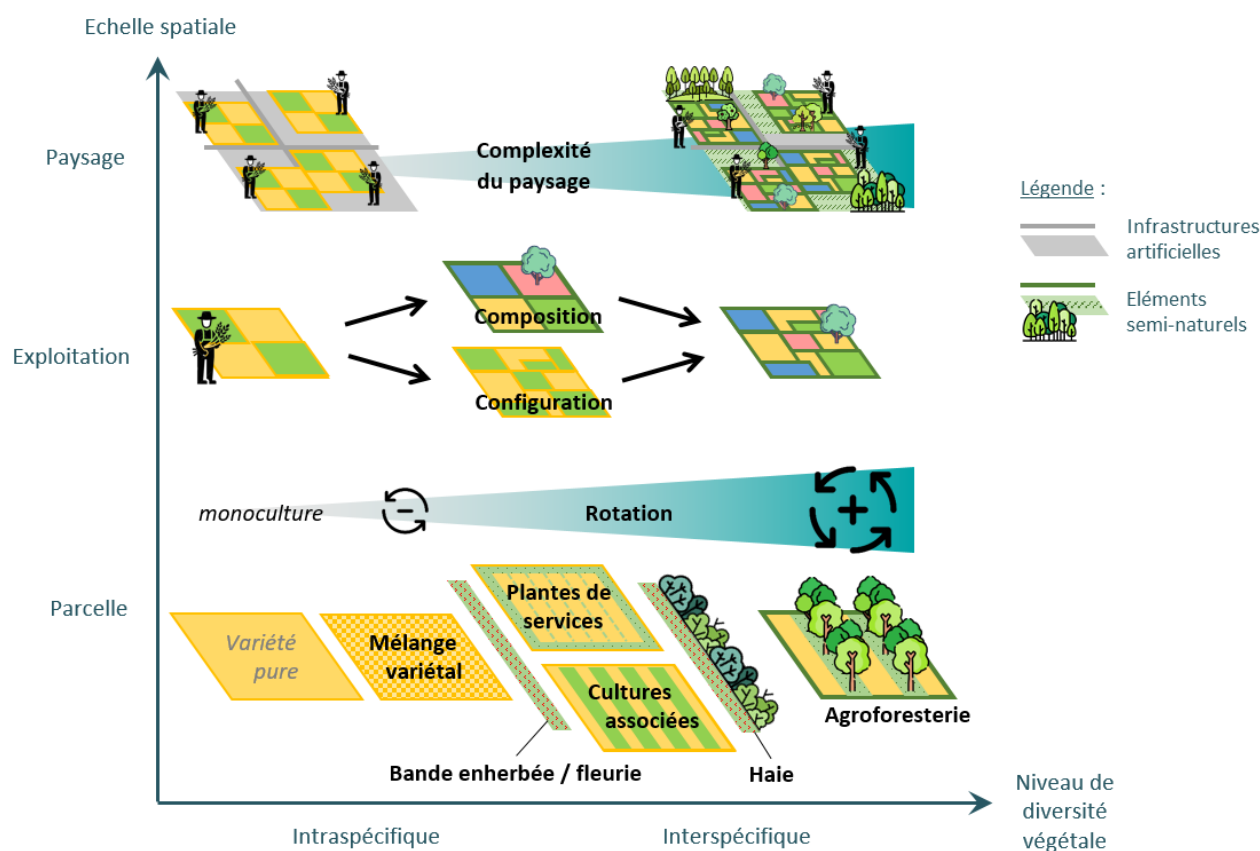 Echelle spatiale
Paysage
Complexité
du paysage
Légende :
Infrastructures
artificielles
Eléments
semi-naturels
Exploitation
Composition
Configuration
monoculture
-
Rotation
+
Parcelle
Variété
pure
Mélange
variétal
Plantes de
services
Cultures
associées
Agroforesterie
Bande enherbée / fleurie
Haie
Intraspécifique
Interspécifique
Niveau de
diversité
végétale